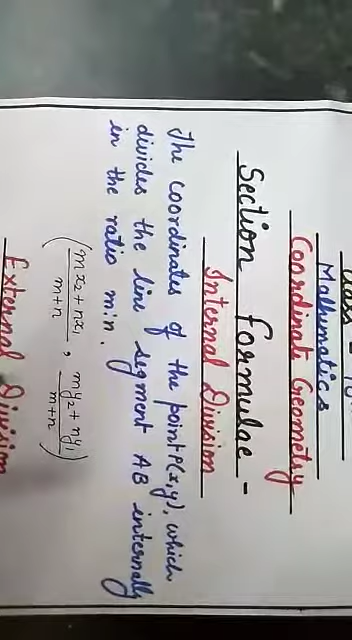 Mathematics
Coordinate Geometry
Section Formulae -
Internal Division
The coordinates of the point P(x,y), which
divides the line segment AB internally
in the ratio m:n.
(mx₂+nx₁/m+n , my₂+ny₁/m+n)
External Division